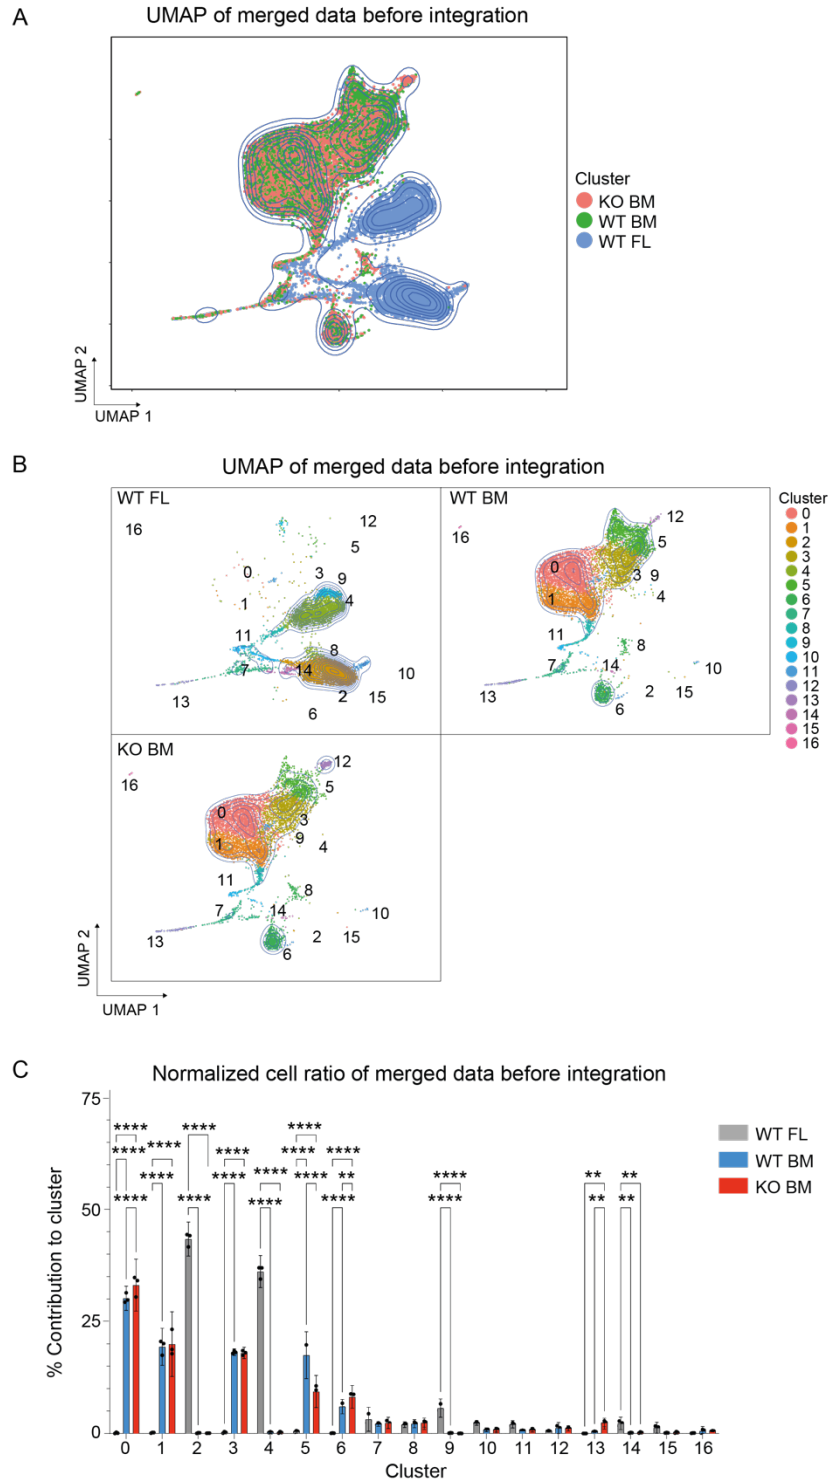 A
UMAP of merged data before integration
Cluster
KO BM
WT BM
WT FL
UMAP 2
UMAP 1
B
UMAP of merged data before integration
WT FL
16
12
5
0
3
9
1
4
11
8
7
14
10
13
2
15
6
WT BM
16
12
5
0
3
9
1
4
11
8
7
14
10
13
2
15
6
Cluster
0
1
2
3
4
5
6
7
8
9
10
11
12
13
14
15
16
KO BM
16
12
5
0
3
1
9
4
11
8
7
14
10
13
2
15
6
UMAP 2
UMAP 1
C
Normalized cell ratio of merged data before integration
% Contribution to cluster
75
50
25
0
**** **** ****
**** ****
**** ****
**** ****
**** ****
**** **** ****
**** ** ****
**** ****
** **
** **
WT FL
WT BM
KO BM
0 1 2 3 4 5 6 7 8 9 10 11 12 13 14 15 16
Cluster